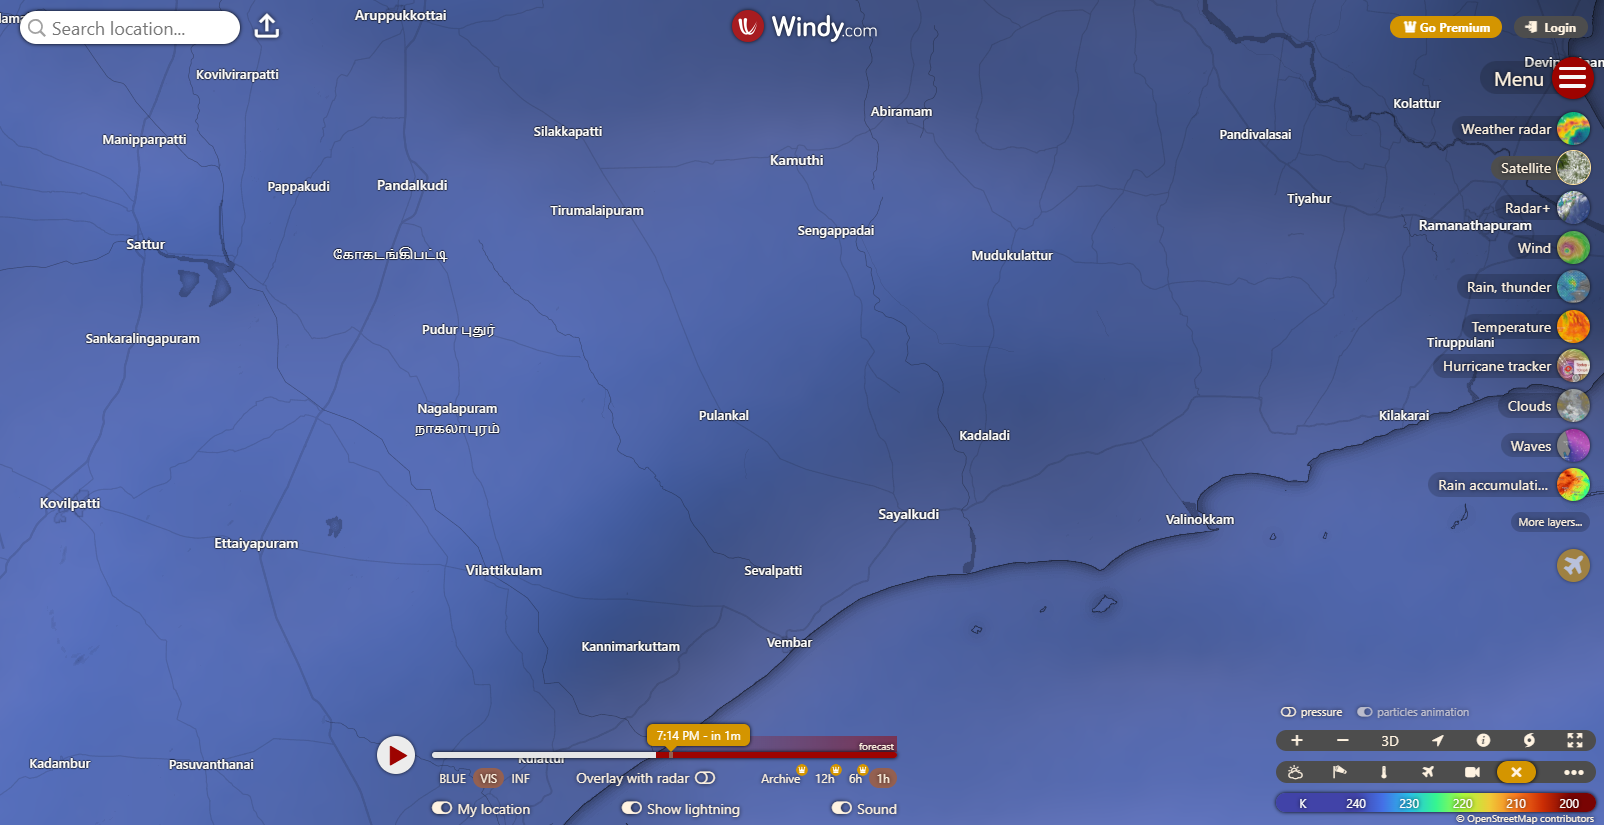 Search location...
Windy.com
Go Premium
Login
Menu
Weather radar
Satellite
Radar+
Wind
Rain, thunder
Temperature
Hurricane tracker
Clouds
Waves
Rain accumulati...
More layers...
Aruppukkottai
Kovilvirarpatti
Abiramam
Kolattur
Silakkapatti
Pandivalasai
Manipparpatti
Kamuthi
Pappakudi
Pandalkudi
Tiyahur
Tirumalaipuram
Ramanathapuram
Sengappadai
Sattur
கோகடங்கிபட்டி
Mudukulattur
Pudur புதூர்
Sankaralingapuram
Tiruppulani
Nagalapuram
நாகலாபுரம்
Pulankal
Kilakarai
Kadaladi
Kovilpatti
Sayalkudi
Valinokkam
Ettaiyapuram
Vilattikulam
Sevalpatti
Kannimarkuttam
Vembar
Kadambur
Pasuvanthanai
Kulattur
7:14 PM - in 1m
forecast
BLUE VIS INF
Overlay with radar
Archive 12h 6h 1h
My location
Show lightning
Sound
pressure
particles animation
+ − 3D
K 240 230 220 210 200
© OpenStreetMap contributors